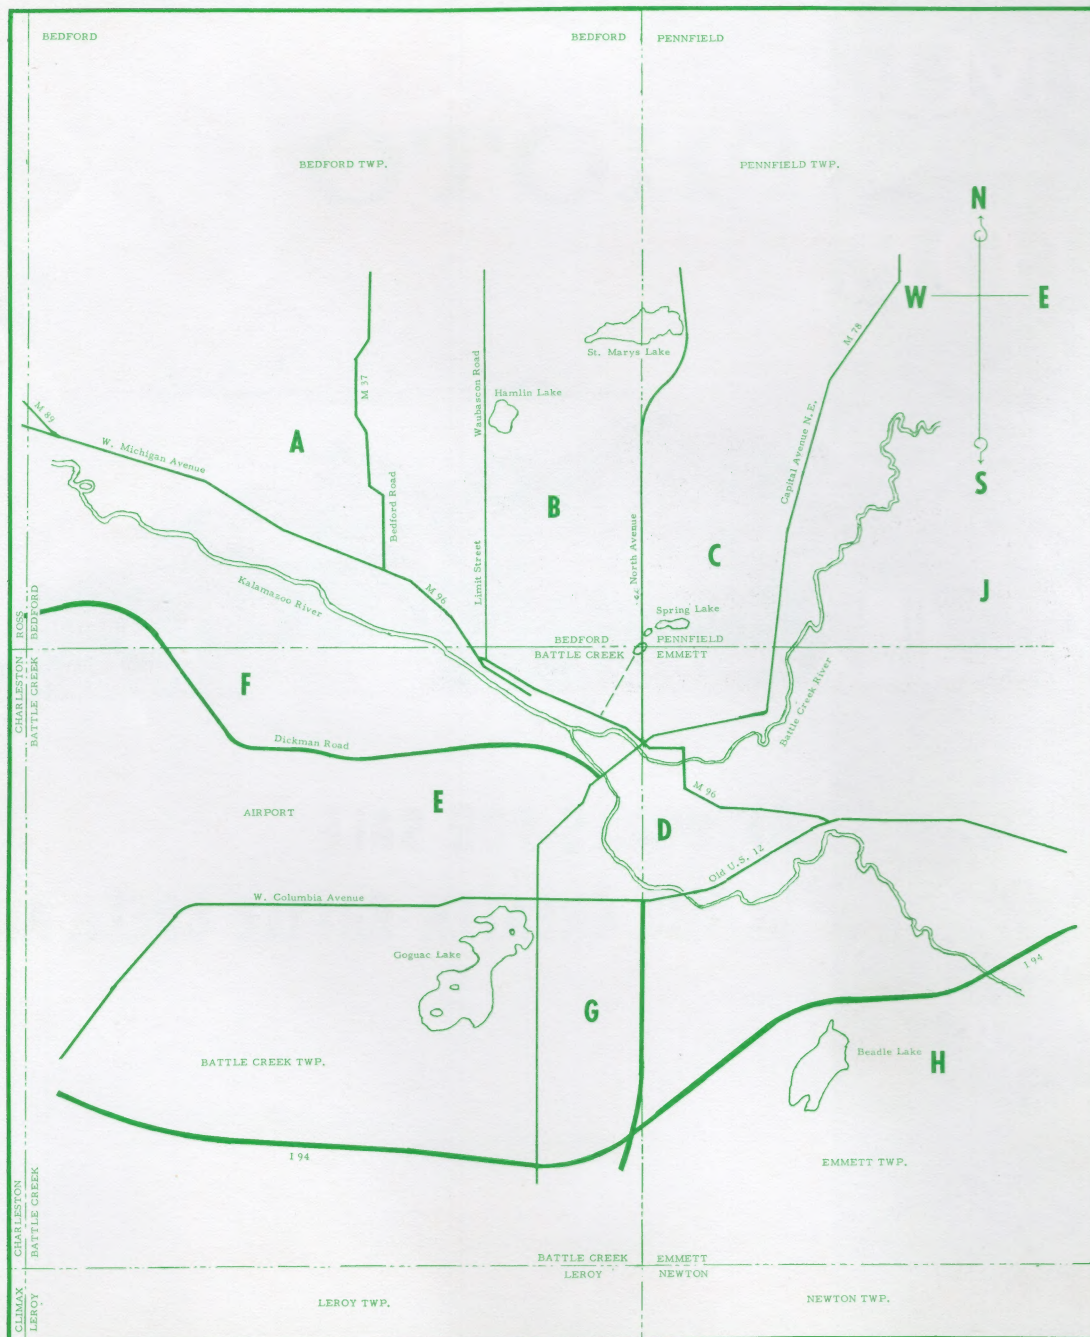 BEDFORD
BEDFORD
PENNFIELD
BEDFORD TWP.
PENNFIELD TWP.
N
W
E
S
M 78
M 37
Waubascon Road
St. Marys Lake
Hamlin Lake
M 89
W. Michigan Avenue
A
Capital Avenue N.E.
Bedford Road
B
North Avenue
C
Limit Street
Kalamazoo River
M 96
J
ROSS
BEDFORD
Spring Lake
BEDFORD
PENNFIELD
BATTLE CREEK
EMMETT
CHARLESTON
BATTLE CREEK
F
Battle Creek River
Dickman Road
M 96
E
AIRPORT
D
Old U.S. 12
W. Columbia Avenue
Goguac Lake
I 94
G
BATTLE CREEK TWP.
Beadle Lake
H
I 94
EMMETT TWP.
CHARLESTON
BATTLE CREEK
BATTLE CREEK
EMMETT
LEROY
NEWTON
CLIMAX
LEROY
LEROY TWP.
NEWTON TWP.